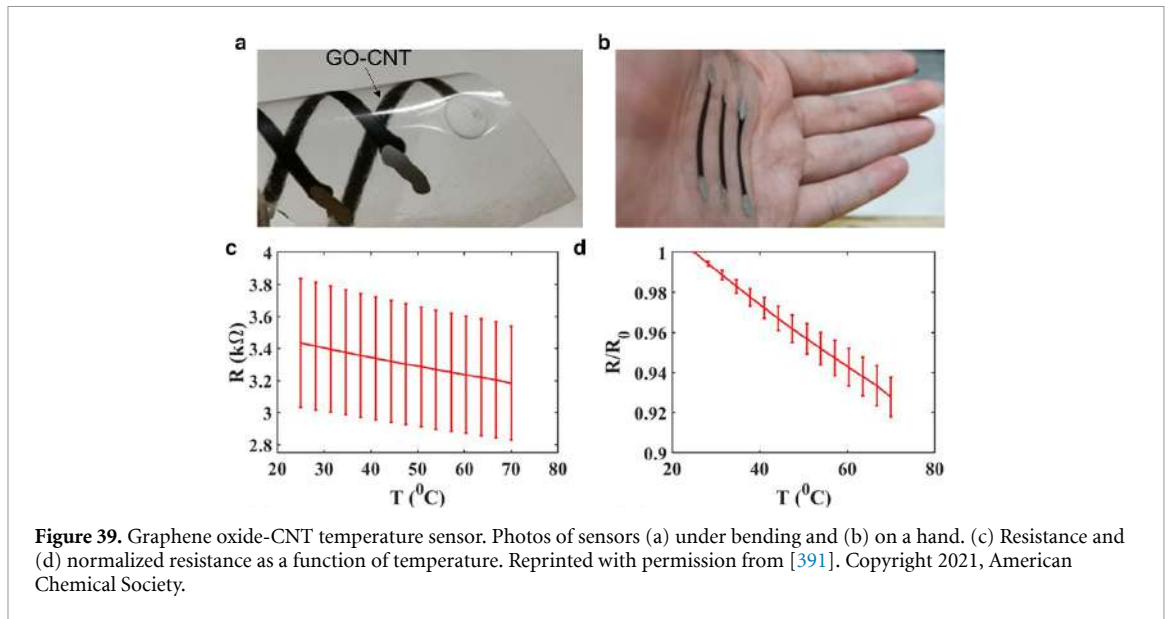 a
b
GO-CNT
c
d
4
3.8
3.6
3.4
3.2
3
2.8
R (kΩ)
20 30 40 50 60 70 80
T (⁰C)
1
0.98
0.96
0.94
0.92
0.9
R/R₀
20 40 60 80
T (⁰C)
Figure 39. Graphene oxide-CNT temperature sensor. Photos of sensors (a) under bending and (b) on a hand. (c) Resistance and
(d) normalized resistance as a function of temperature. Reprinted with permission from [391]. Copyright 2021, American
Chemical Society.